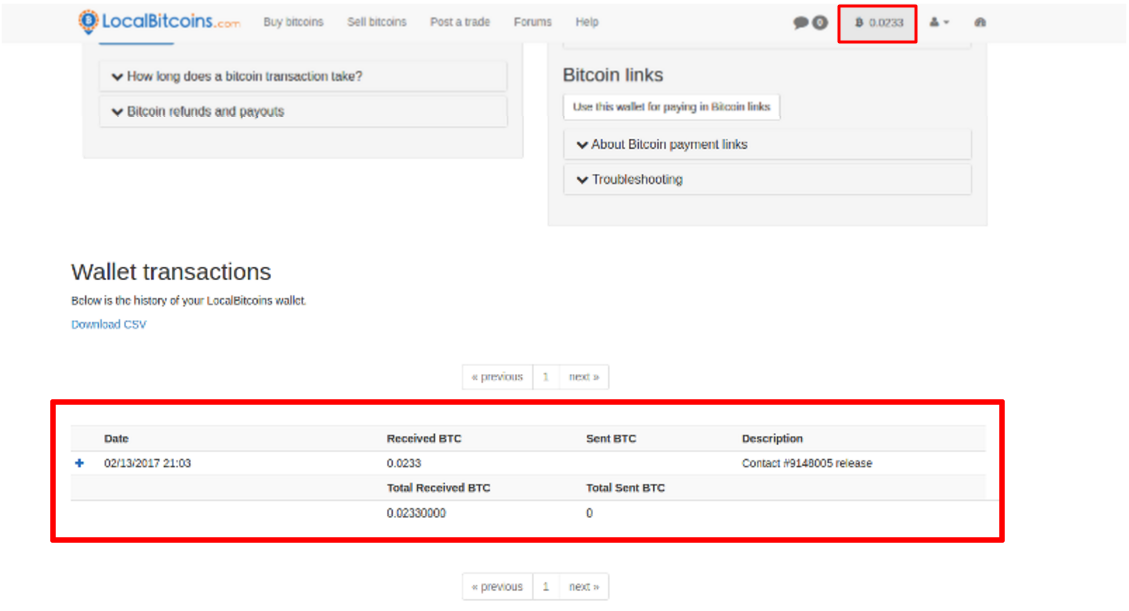 LocalBitcoins.com Buy bitcoins Sell bitcoins Post a trade Forums Help 0 0.0233
How long does a bitcoin transaction take?
Bitcoin refunds and payouts
Bitcoin links
Use this wallet for paying in Bitcoin links
About Bitcoin payment links
Troubleshooting
Wallet transactions
Below is the history of your LocalBitcoins wallet.
Download CSV
« previous 1 next »
Date Received BTC Sent BTC Description
02/13/2017 21:03 0.0233 Contact #9148005 release
Total Received BTC Total Sent BTC
0.02330000 0
« previous 1 next »